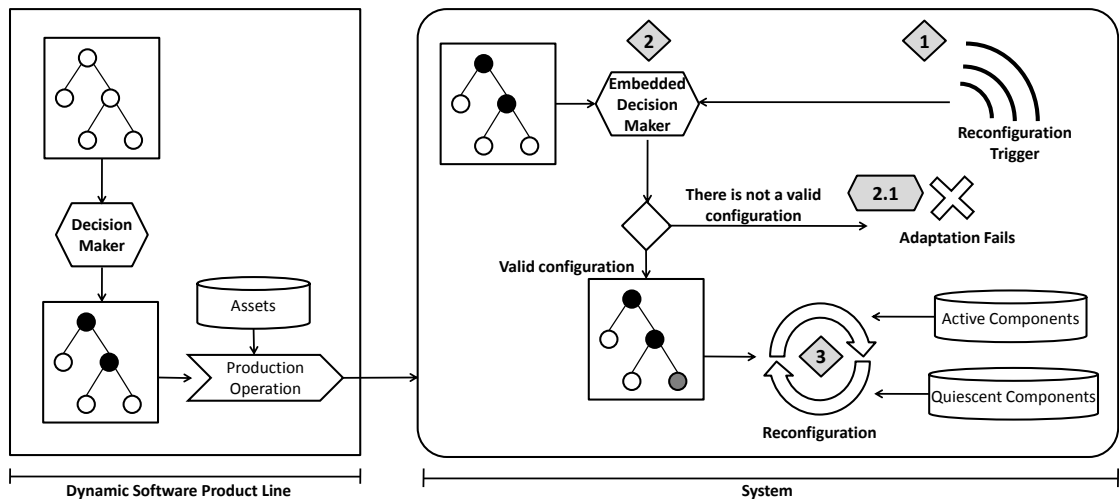 Decision
Maker
Assets
Production
Operation
Dynamic Software Product Line
2
1
Embedded
Decision
Maker
Reconfiguration
Trigger
There is not a valid
configuration
2.1
Adaptation Fails
Valid configuration
Active Components
3
Quiescent Components
Reconfiguration
System